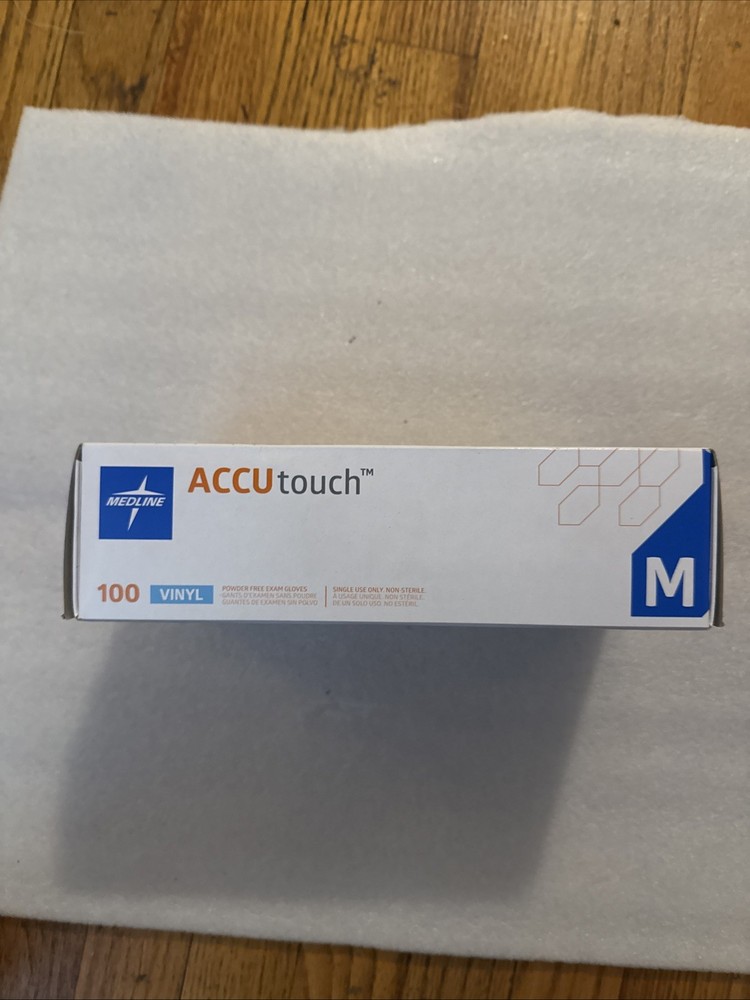 MEDLINE
ACCUtouch™
100 VINYL
POWDER FREE EXAM GLOVES
GANTS D'EXAMEN SANS POUDRE
GUANTES DE EXAMEN SIN POLVO
SINGLE USE ONLY. NON STERILE.
À USAGE UNIQUE. NON STÉRILE.
DE UN SOLO USO. NO ESTÉRIL.
M